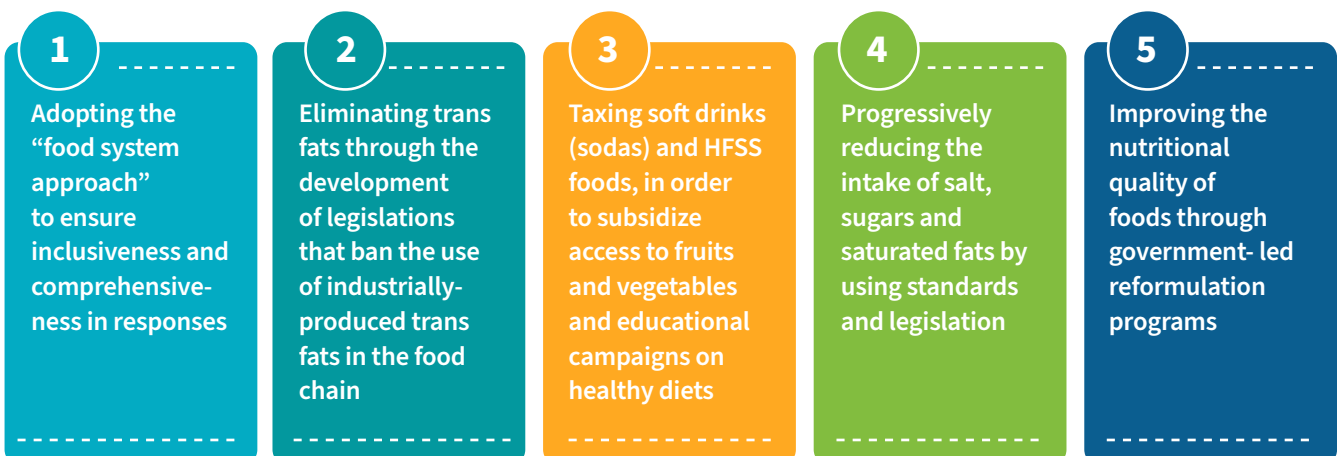 1
Adopting the
“food system
approach”
to ensure
inclusiveness and
comprehensive-
ness in responses
2
Eliminating trans
fats through the
development
of legislations
that ban the use
of industrially-
produced trans
fats in the food
chain
3
Taxing soft drinks
(sodas) and HFSS
foods, in order
to subsidize
access to fruits
and vegetables
and educational
campaigns on
healthy diets
4
Progressively
reducing the
intake of salt,
sugars and
saturated fats by
using standards
and legislation
5
Improving the
nutritional
quality of
foods through
government- led
reformulation
programs